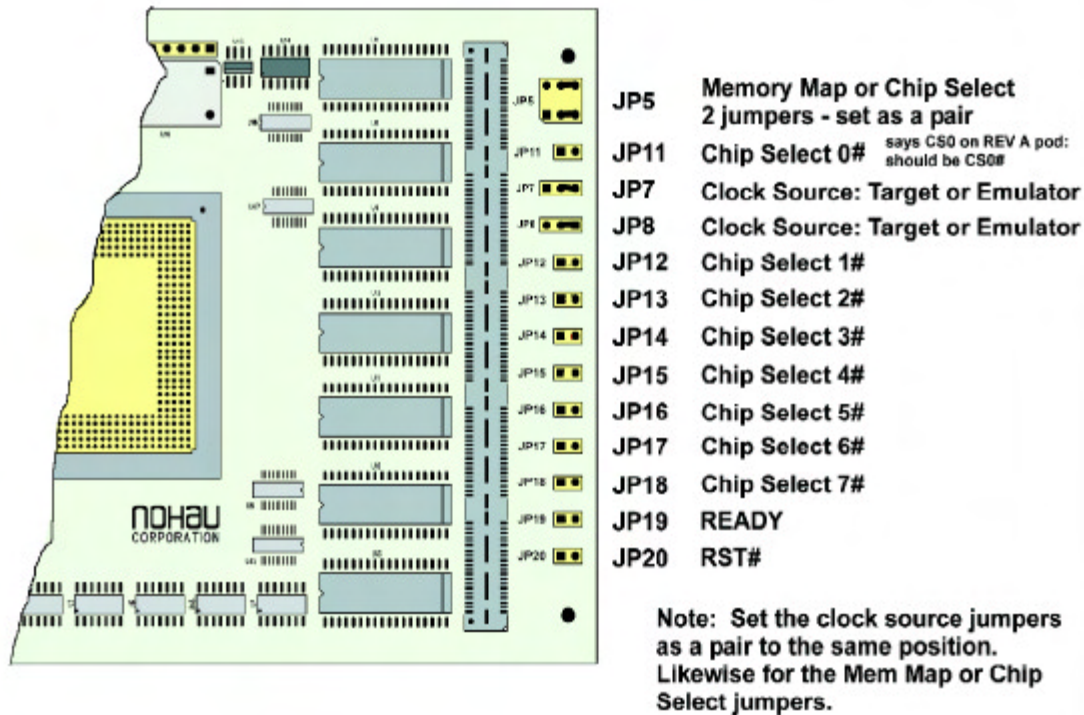 JP5 Memory Map or Chip Select
2 jumpers - set as a pair
JP11 Chip Select 0# says CS0 on REV A pod:
should be CS0#
JP7 Clock Source: Target or Emulator
JP8 Clock Source: Target or Emulator
JP12 Chip Select 1#
JP13 Chip Select 2#
JP14 Chip Select 3#
JP15 Chip Select 4#
JP16 Chip Select 5#
JP17 Chip Select 6#
JP18 Chip Select 7#
JP19 READY
JP20 RST#
Note: Set the clock source jumpers
as a pair to the same position.
Likewise for the Mem Map or Chip
Select jumpers.
JP5
JP11
JP7
JP8
JP12
JP13
JP14
JP15
JP16
JP17
JP18
JP19
JP20
NOHAU
CORPORATION